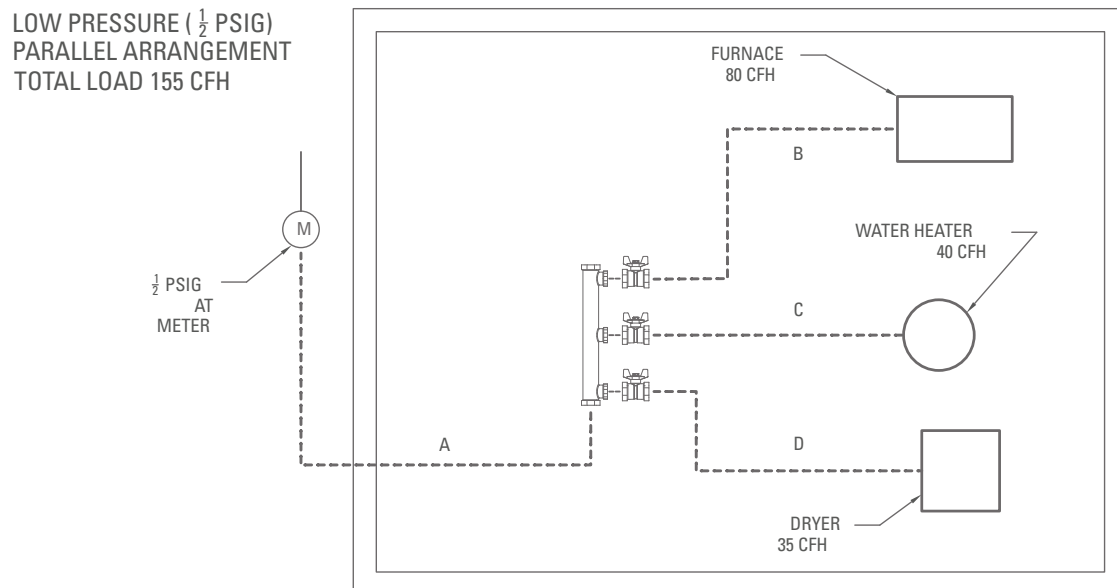 LOW PRESSURE ( 1/2 PSIG)
PARALLEL ARRANGEMENT
TOTAL LOAD 155 CFH
FURNACE
80 CFH
B
M
WATER HEATER
40 CFH
1/2 PSIG
AT
METER
C
A
D
DRYER
35 CFH